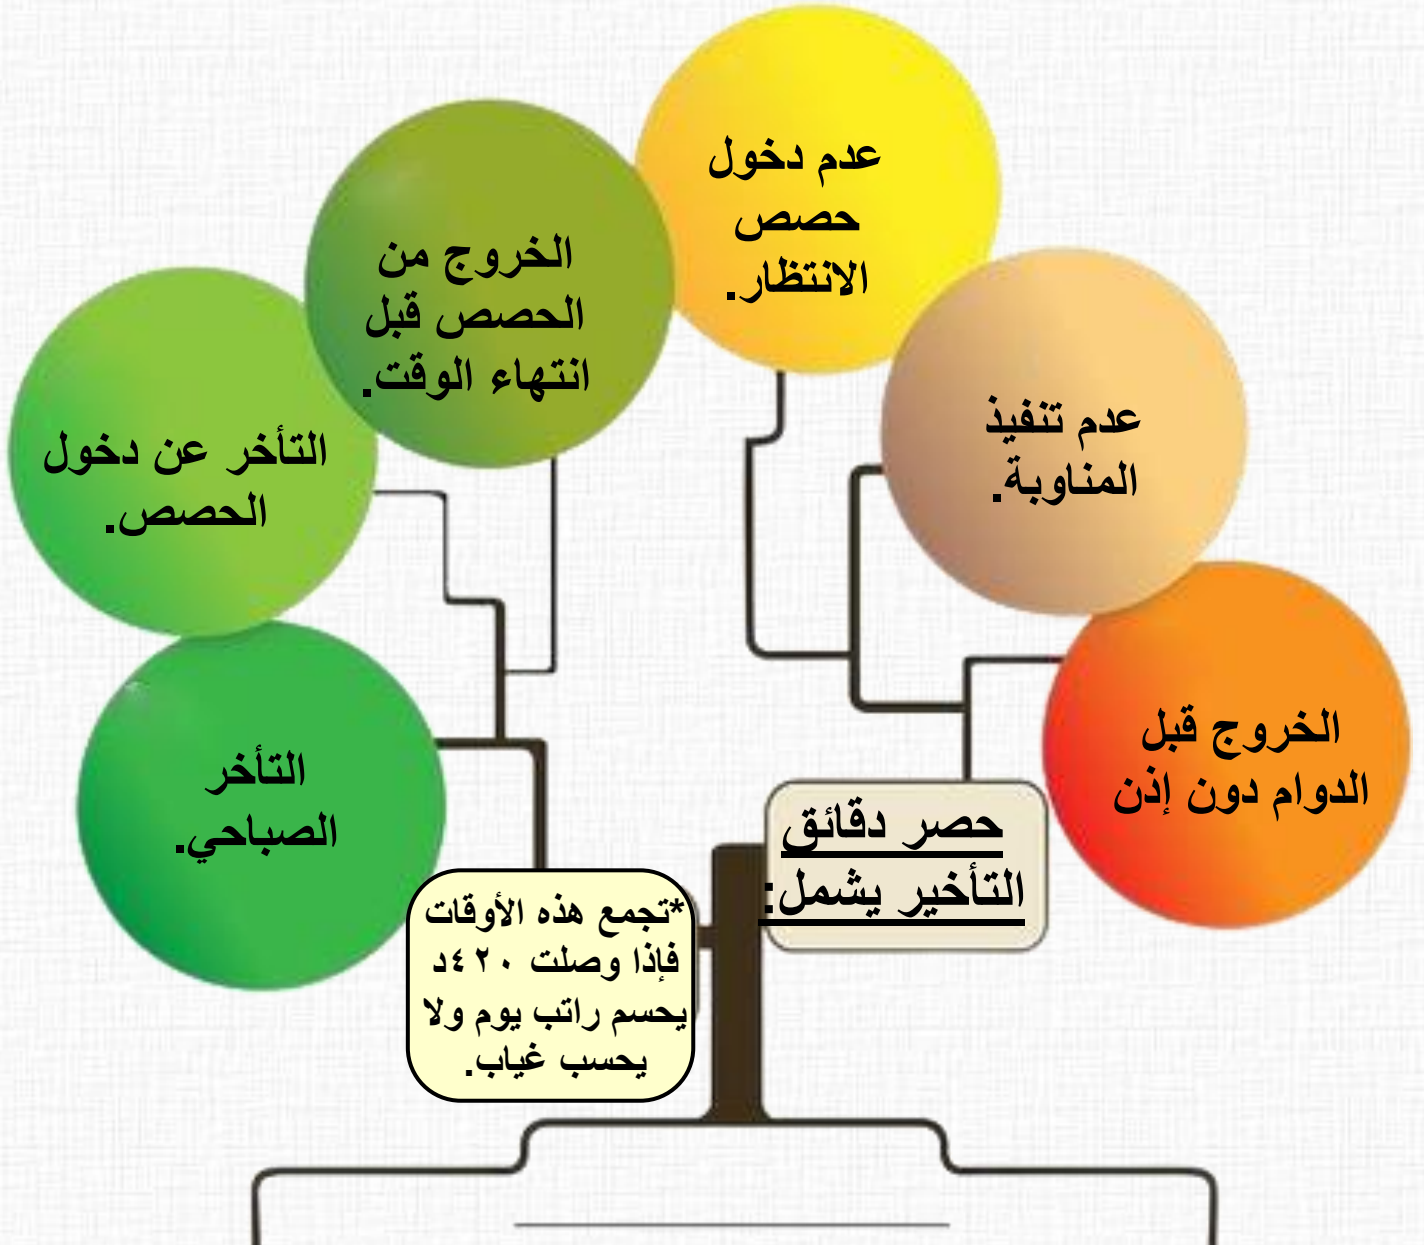 حصر دقائق
التأخير يشمل:
التأخر
الصباحي.
التأخر عن دخول
الحصص.
الخروج من
الحصص قبل
انتهاء الوقت.
عدم دخول
حصص
الانتظار.
عدم تنفيذ
المناوبة.
الخروج قبل
الدوام دون إذن
*تجمع هذه الأوقات
فإذا وصلت ٤٢٠د
يحسم راتب يوم ولا
يحسب غياب.